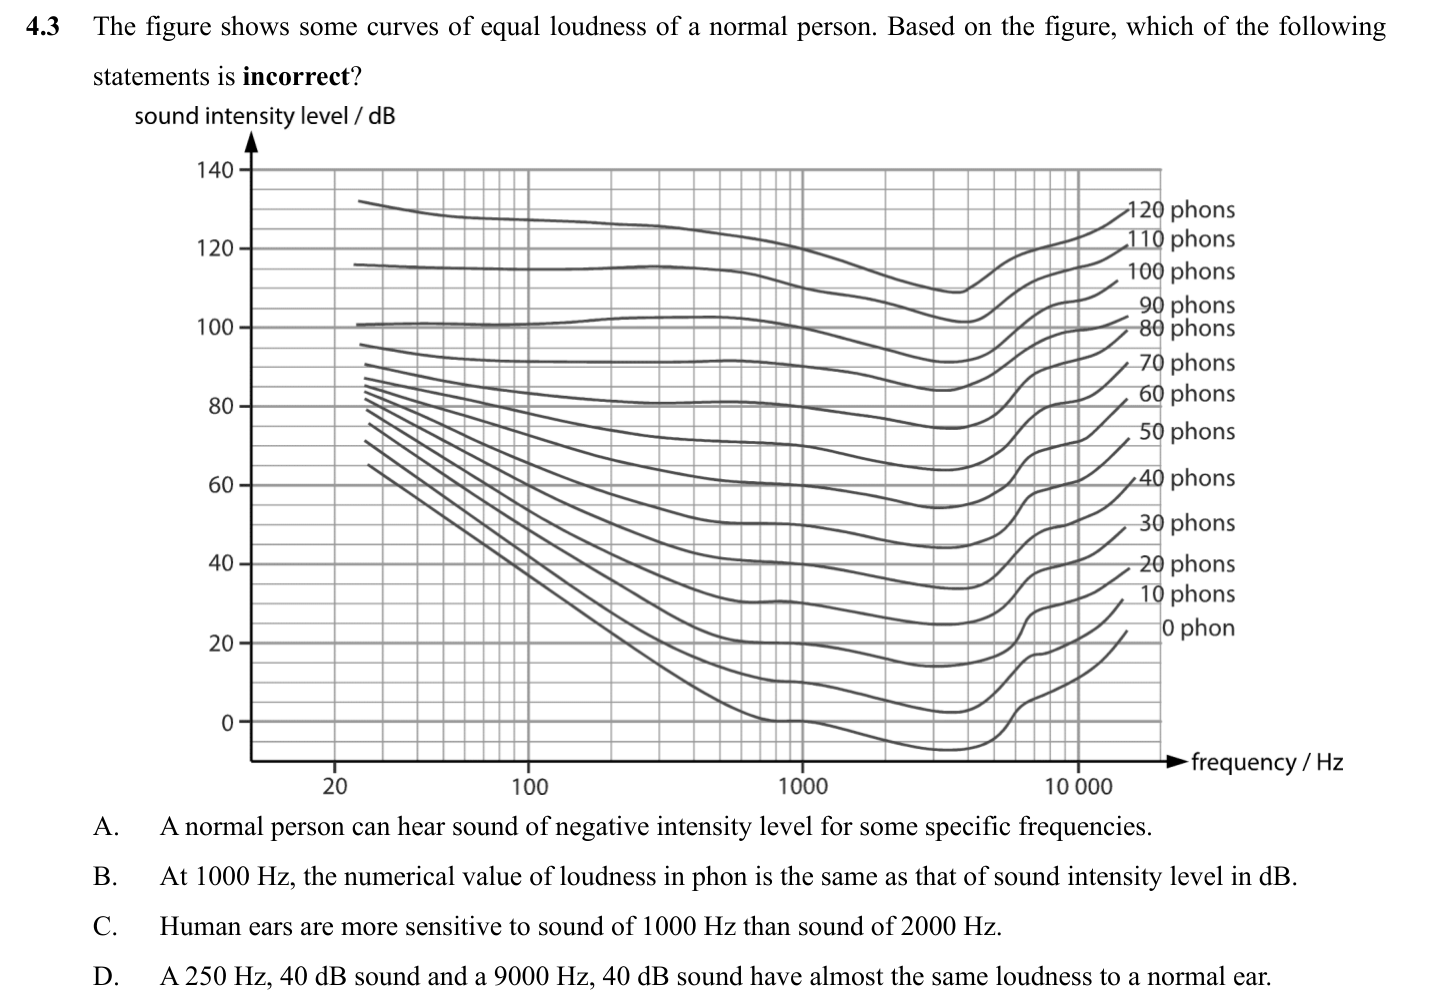 4.3 The figure shows some curves of equal loudness of a normal person. Based on the figure, which of the following
statements is incorrect?
sound intensity level / dB
140
120
100
80
60
40
20
0
120 phons
110 phons
100 phons
90 phons
80 phons
70 phons
60 phons
50 phons
40 phons
30 phons
20 phons
10 phons
0 phon
frequency / Hz
20 100 1000 10 000
A. A normal person can hear sound of negative intensity level for some specific frequencies.
B. At 1000 Hz, the numerical value of loudness in phon is the same as that of sound intensity level in dB.
C. Human ears are more sensitive to sound of 1000 Hz than sound of 2000 Hz.
D. A 250 Hz, 40 dB sound and a 9000 Hz, 40 dB sound have almost the same loudness to a normal ear.